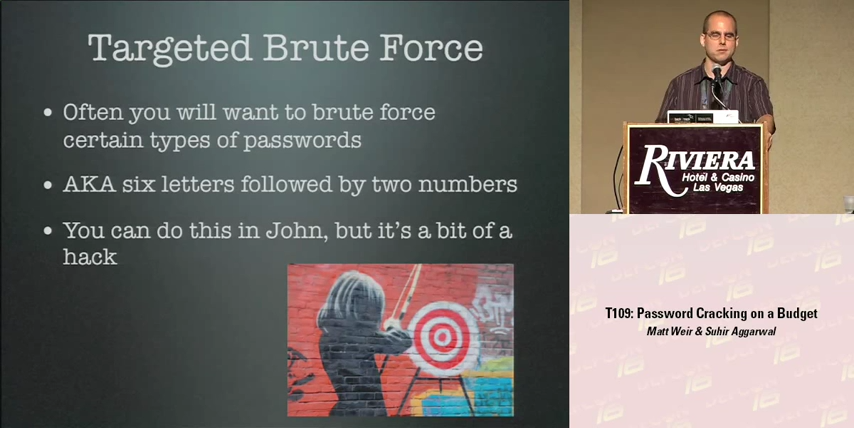 Targeted Brute Force
• Often you will want to brute force
certain types of passwords
• AKA six letters followed by two numbers
• You can do this in John, but it's a bit of a
hack
RIVIERA
Hotel & Casino
Las Vegas
T109: Password Cracking on a Budget
Matt Weir & Suhir Aggarwal